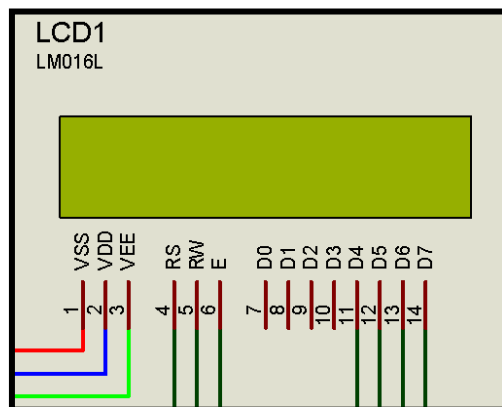 LCD1
LM016L
VSS VDD VEE RS RW E D0 D1 D2 D3 D4 D5 D6 D7
1 2 3 4 5 6 7 8 9 10 11 12 13 14